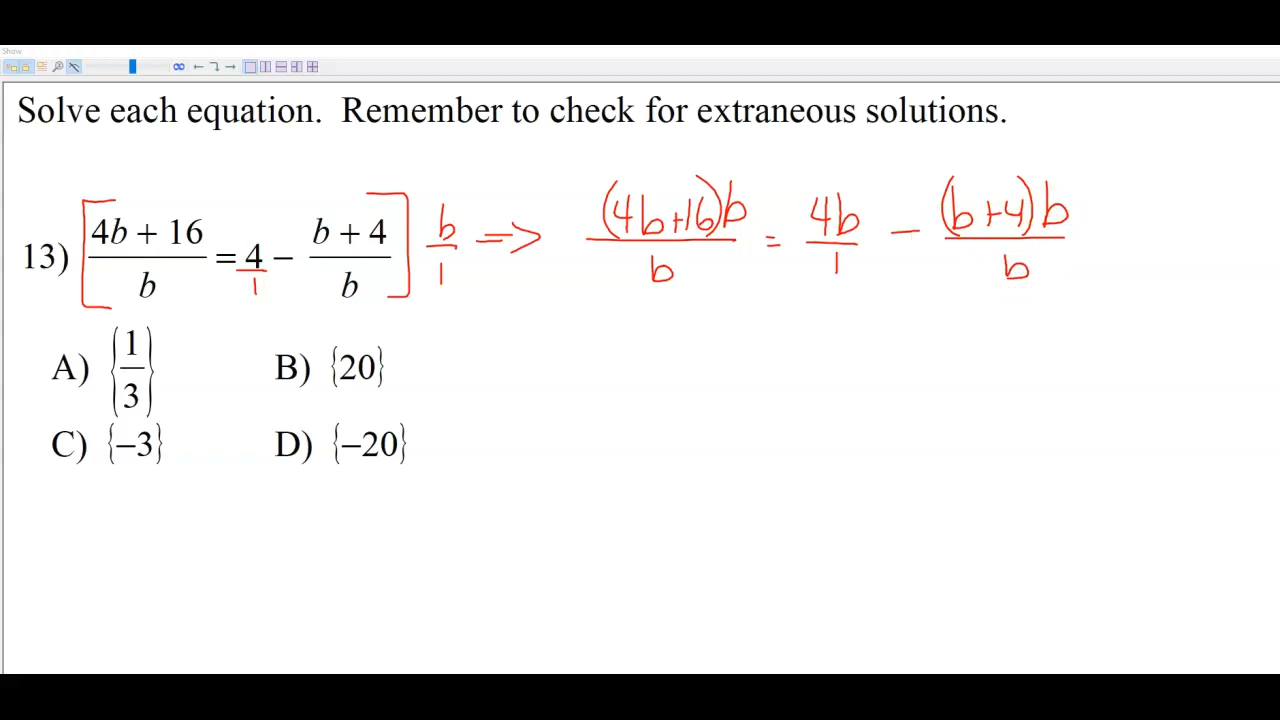 Show
Solve each equation. Remember to check for extraneous solutions.
13) [4b + 16 / b = 4/1 − b + 4 / b] b/1 => (4b+16)b / b = 4b/1 − (b+4)b / b
A) {1/3} B) {20}
C) {−3} D) {−20}